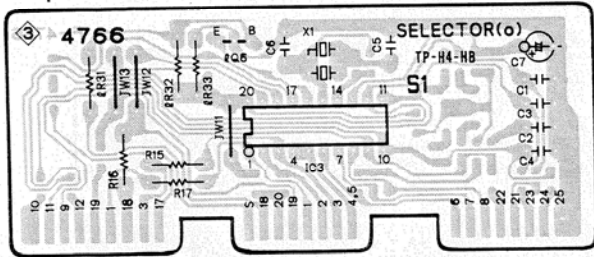 3 4766
E B
X1
SELECTOR(o)
C6
C5
TP-H4-HB
C7
-
Q6
S1
R31
JW13
JW12
R32
R33
20 17 14 11
C1
C3
C2
C4
JW11
1 4 7 10
IC3
R16
R15
R17
10 11 9 12 19 1 18 3 17
S 18 20 19 1 2 3 4,5
6 7 8 22 21 23 24 25